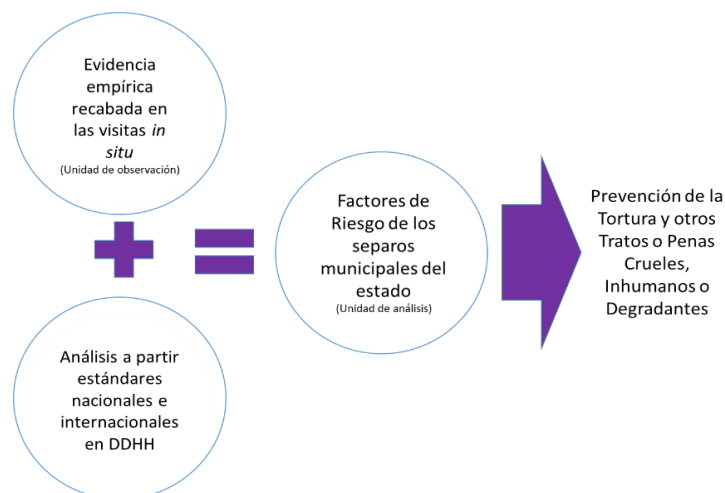 Evidencia
empírica
recabada en
las visitas in
situ
(Unidad de observación)
Análisis a partir
estándares
nacionales e
internacionales
en DDHH
Factores de
Riesgo de los
separos
municipales del
estado
(Unidad de análisis)
Prevención de la
Tortura y otros
Tratos o Penas
Crueles,
Inhumanos o
Degradantes